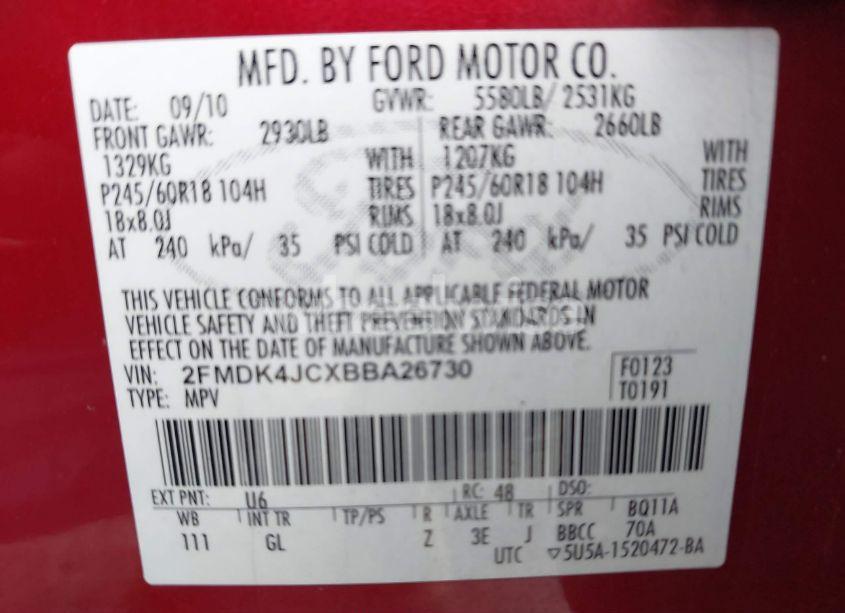 MFD. BY FORD MOTOR CO.
DATE: 09/10 GVWR: 5580LB/ 2531KG
FRONT GAWR: 2930LB REAR GAWR: 2660LB
1329KG WITH 1207KG WITH
P245/60R18 104H TIRES P245/60R18 104H TIRES
18x8.0J RIMS 18x8.0J RIMS
AT 240 kPa/ 35 PSI COLD AT 240 kPa/ 35 PSI COLD
THIS VEHICLE CONFORMS TO ALL APPLICABLE FEDERAL MOTOR
VEHICLE SAFETY AND THEFT PREVENTION STANDARDS IN
EFFECT ON THE DATE OF MANUFACTURE SHOWN ABOVE.
VIN: 2FMDK4JCXBBA26730 F0123
TYPE: MPV T0191
EXT PNT: U6 RC: 48 DSO:
WB INT TR TP/PS R AXLE TR SPR BQ11A
111 GL Z 3E J BBCC 70A
UTC ▽5U5A-1520472-BA